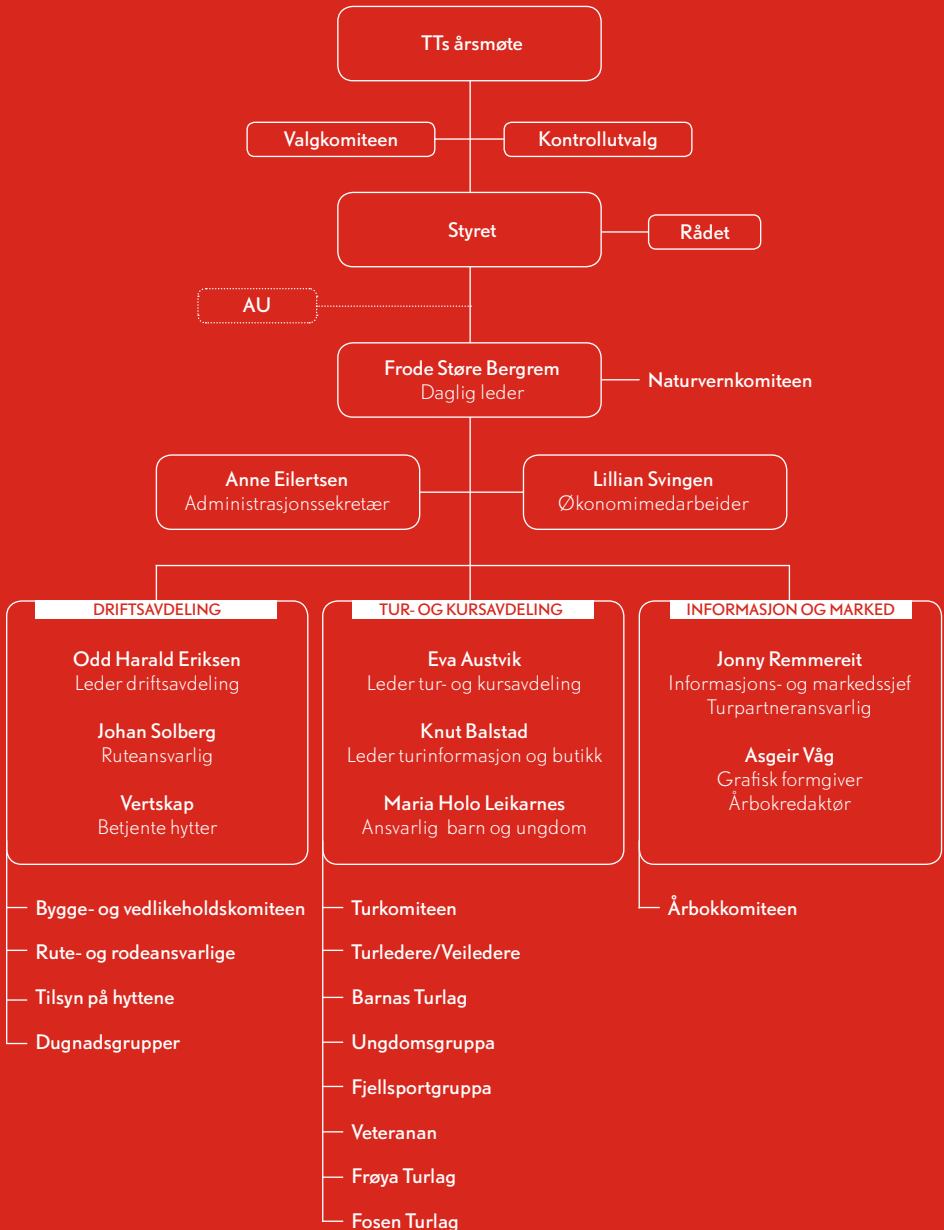 TTs årsmøte
Valgkomiteen
Kontrollutvalg
Styret
Rådet
AU
Frode Støre Bergrem
Daglig leder
Naturvernkomiteen
Anne Eilertsen
Administrasjonssekretær
Lillian Svingen
Økonomimedarbeider
DRIFTSAVDELING
Odd Harald Eriksen
Leder driftsavdeling
Johan Solberg
Ruteansvarlig
Vertskap
Betjente hytter
Bygge- og vedlikeholdskomiteen
Rute- og rodeansvarlige
Tilsyn på hyttene
Dugnadsgrupper
TUR- OG KURSAVDELING
Eva Austvik
Leder tur- og kursavdeling
Knut Balstad
Leder turinformasjon og butikk
Maria Holo Leikarnes
Ansvarlig barn og ungdom
Turkomiteen
Turledere/Veiledere
Barnas Turlag
Ungdomsgruppa
Fjellsportgruppa
Veteranan
Frøya Turlag
Fosen Turlag
INFORMASJON OG MARKED
Jonny Remmereit
Informasjons- og markedssjef
Turpartneransvarlig
Asgeir Våg
Grafisk formgiver
Årbokredaktør
Årbokkomiteen